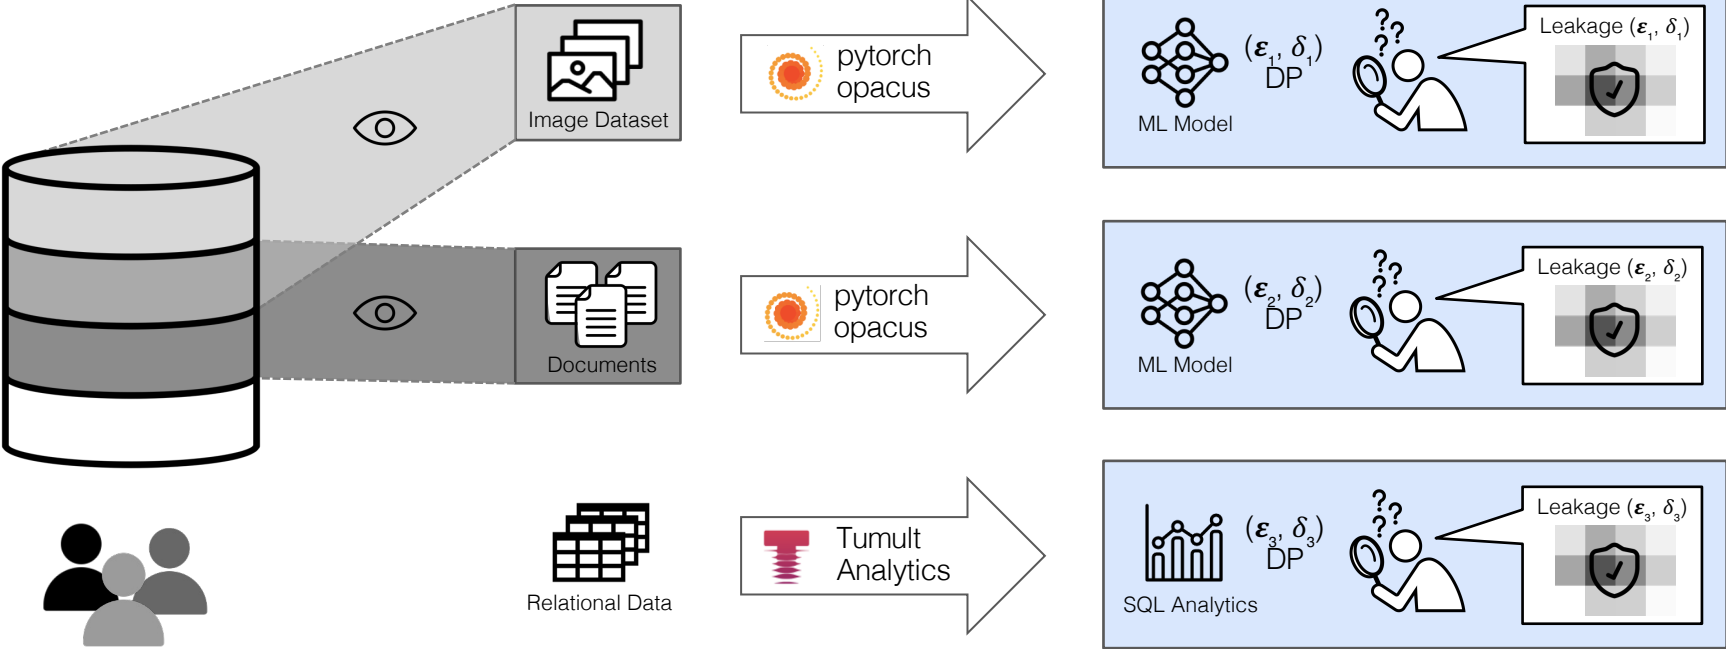 Image Dataset
pytorch
opacus
ML Model
(ε₁, δ₁)
DP
???
Leakage (ε₁, δ₁)
Documents
pytorch
opacus
ML Model
(ε₂, δ₂)
DP
???
Leakage (ε₂, δ₂)
Relational Data
Tumult
Analytics
SQL Analytics
(ε₃, δ₃)
DP
???
Leakage (ε₃, δ₃)